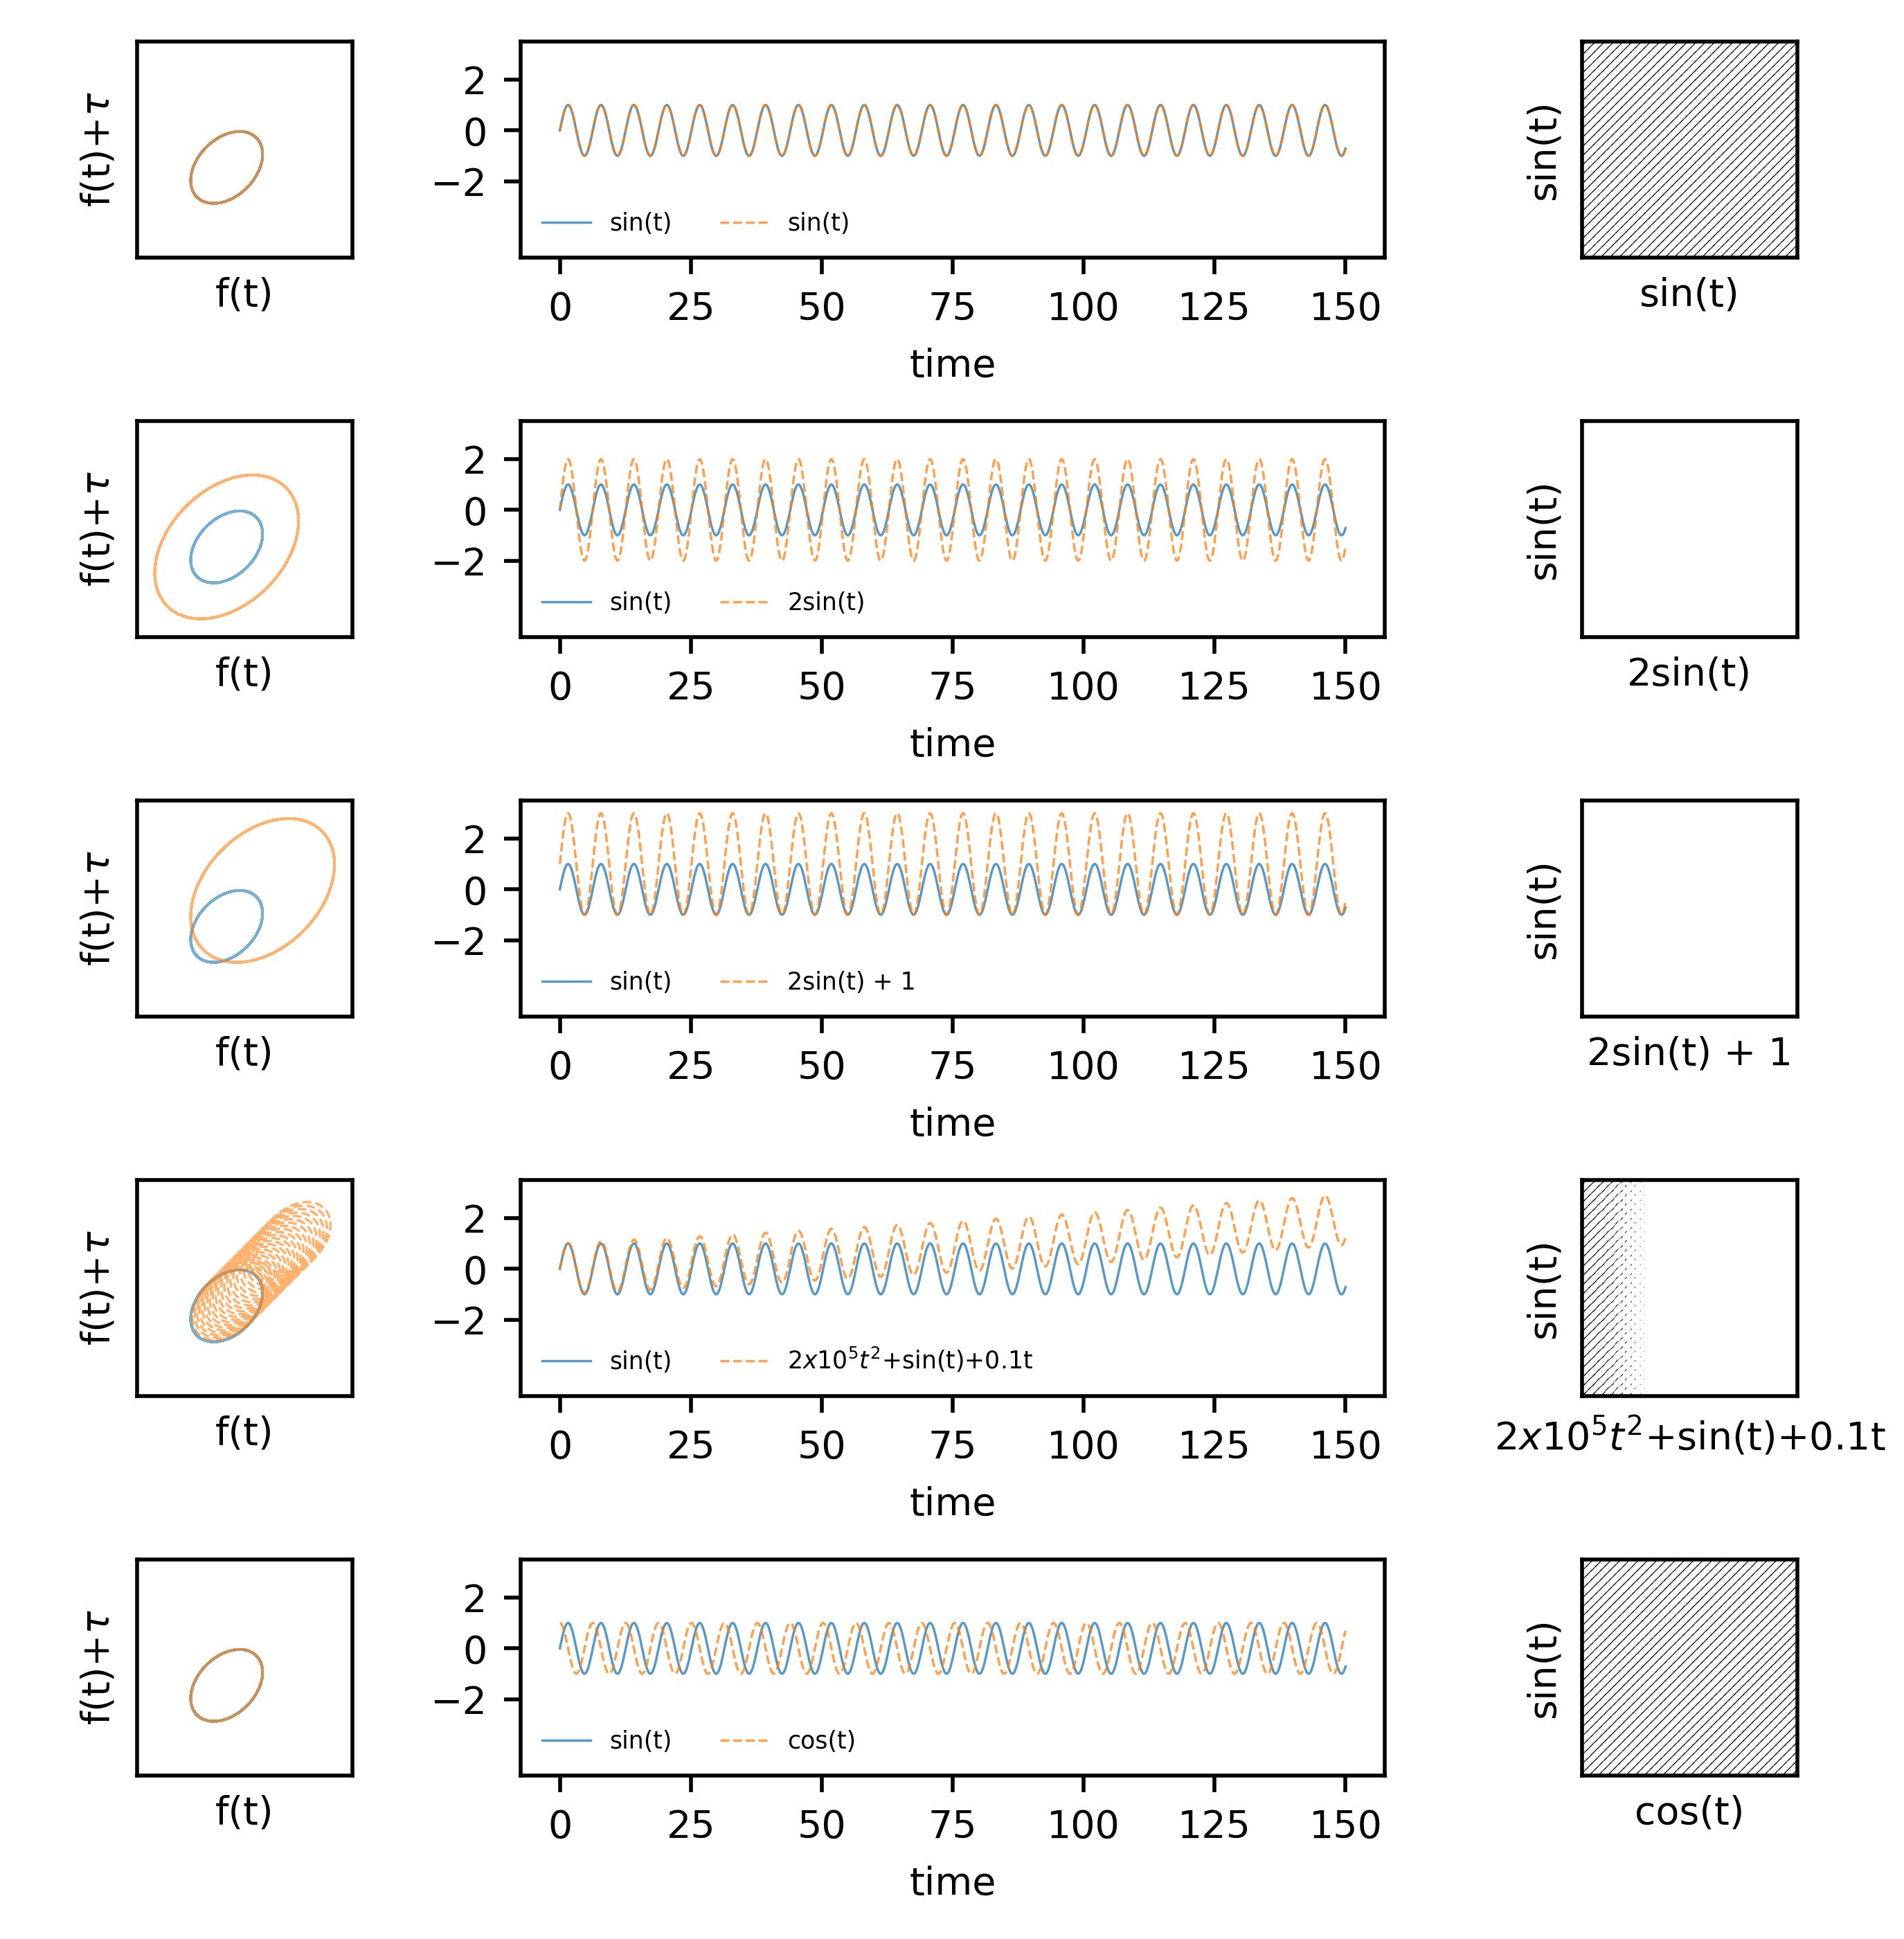 f(t)+τ
f(t)
2
0
−2
sin(t)
sin(t)
0 25 50 75 100 125 150
time
sin(t)
sin(t)
f(t)+τ
f(t)
2
0
−2
sin(t)
2sin(t)
0 25 50 75 100 125 150
time
sin(t)
2sin(t)
f(t)+τ
f(t)
2
0
−2
sin(t)
2sin(t) + 1
0 25 50 75 100 125 150
time
sin(t)
2sin(t) + 1
f(t)+τ
f(t)
2
0
−2
sin(t)
2x10⁵t²+sin(t)+0.1t
0 25 50 75 100 125 150
time
sin(t)
2x10⁵t²+sin(t)+0.1t
f(t)+τ
f(t)
2
0
−2
sin(t)
cos(t)
0 25 50 75 100 125 150
time
sin(t)
cos(t)